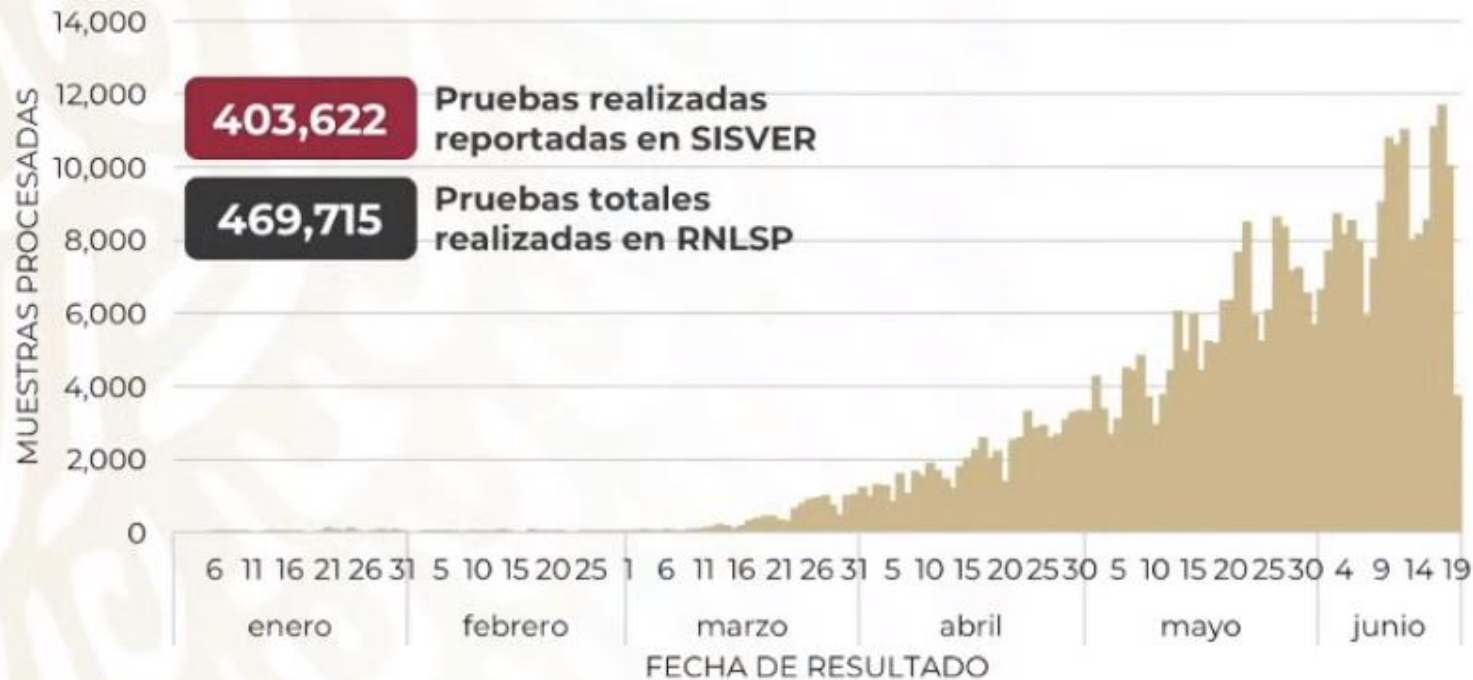 14,000
12,000
10,000
8,000
6,000
4,000
2,000
0
MUESTRAS PROCESADAS
403,622
Pruebas realizadas
reportadas en SISVER
469,715
Pruebas totales
realizadas en RNLSP
6 11 16 21 26 31 5 10 15 20 25 1 6 11 16 21 26 31 5 10 15 20 25 30 5 10 15 20 25 30 4 9 14 19
enero febrero marzo abril mayo junio
FECHA DE RESULTADO